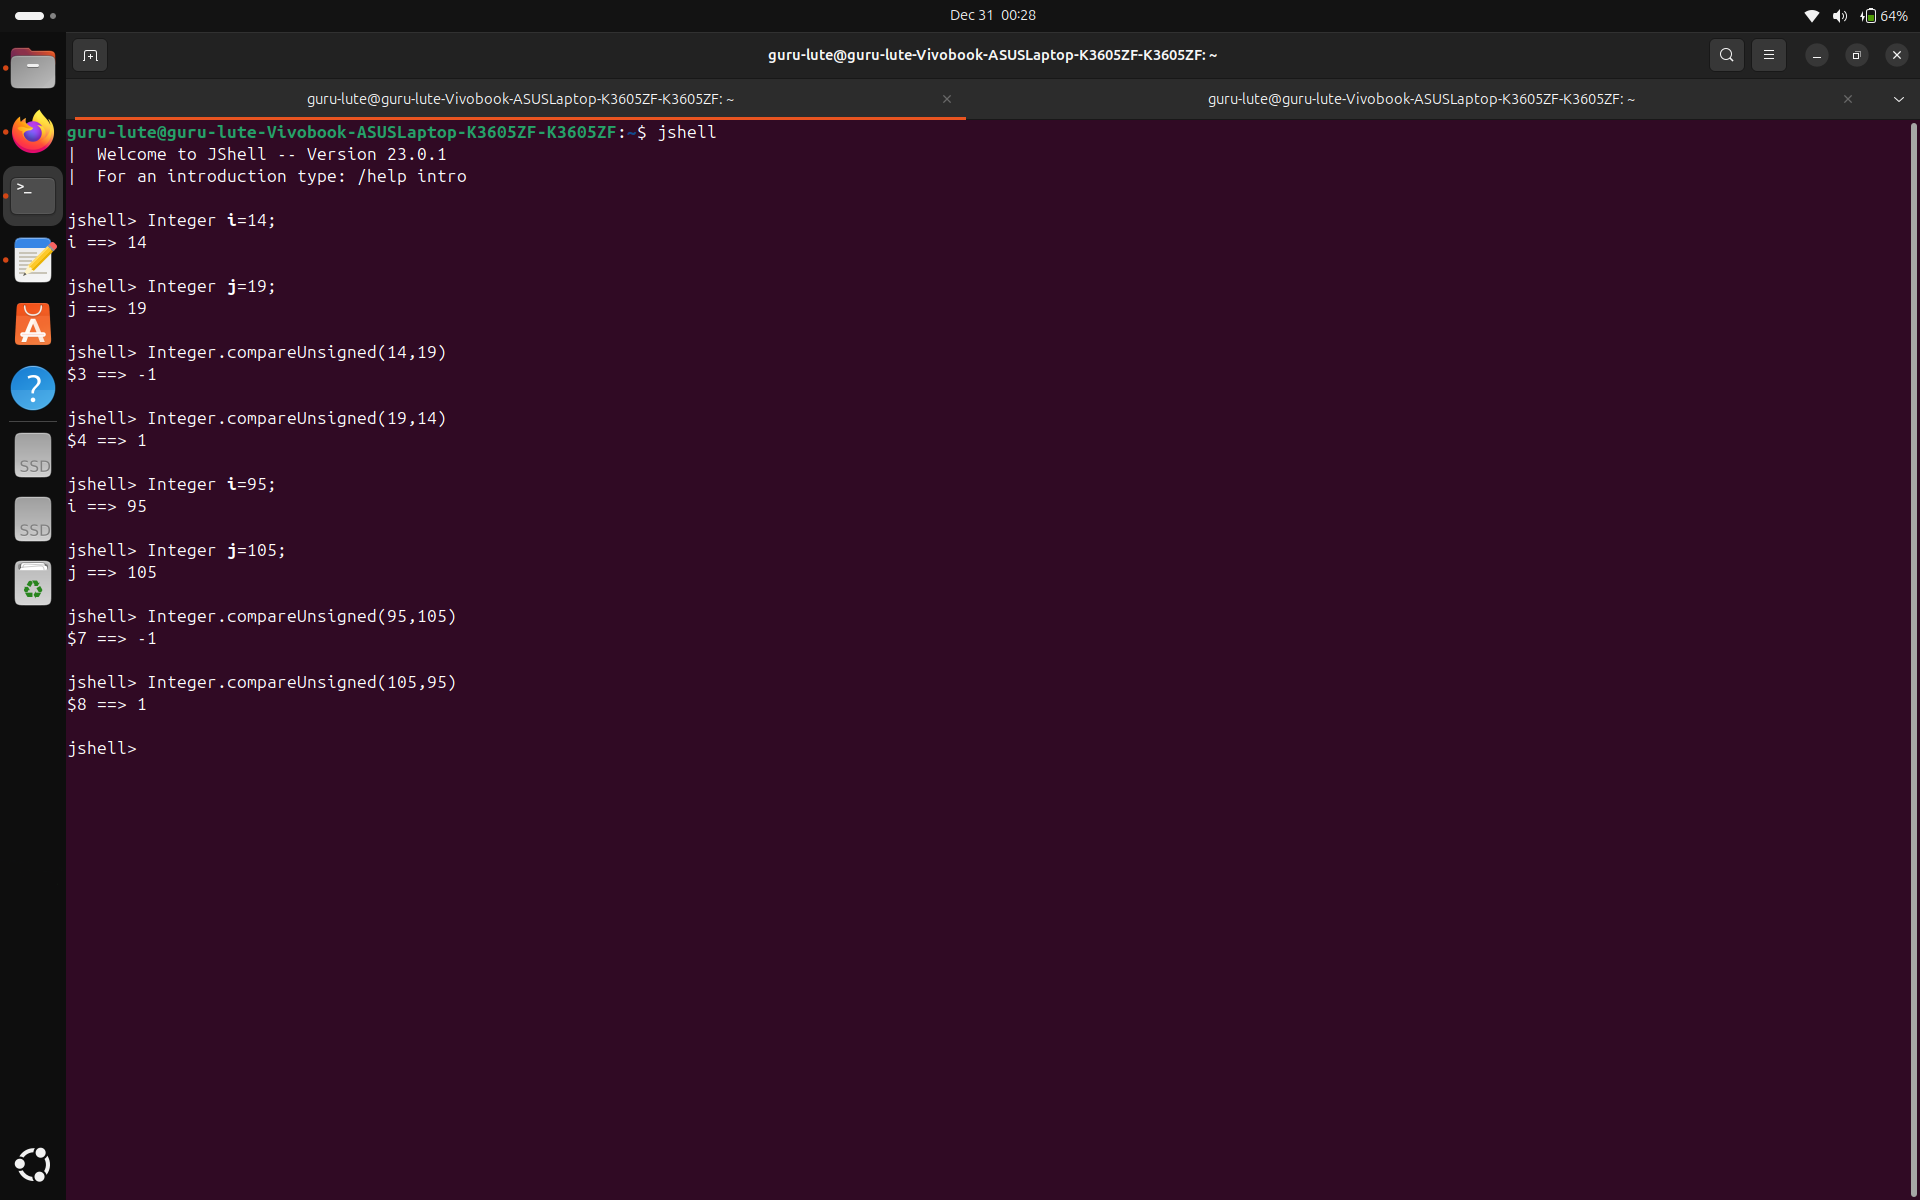 Dec 31 00:28
64%
guru-lute@guru-lute-Vivobook-ASUSLaptop-K3605ZF-K3605ZF: ~
guru-lute@guru-lute-Vivobook-ASUSLaptop-K3605ZF-K3605ZF: ~
guru-lute@guru-lute-Vivobook-ASUSLaptop-K3605ZF-K3605ZF: ~
guru-lute@guru-lute-Vivobook-ASUSLaptop-K3605ZF-K3605ZF:~$ jshell
|  Welcome to JShell -- Version 23.0.1
|  For an introduction type: /help intro
jshell> Integer i=14;
i ==> 14
jshell> Integer j=19;
j ==> 19
jshell> Integer.compareUnsigned(14,19)
$3 ==> -1
jshell> Integer.compareUnsigned(19,14)
$4 ==> 1
jshell> Integer i=95;
i ==> 95
jshell> Integer j=105;
j ==> 105
jshell> Integer.compareUnsigned(95,105)
$7 ==> -1
jshell> Integer.compareUnsigned(105,95)
$8 ==> 1
jshell>
>_
?
SSD
SSD